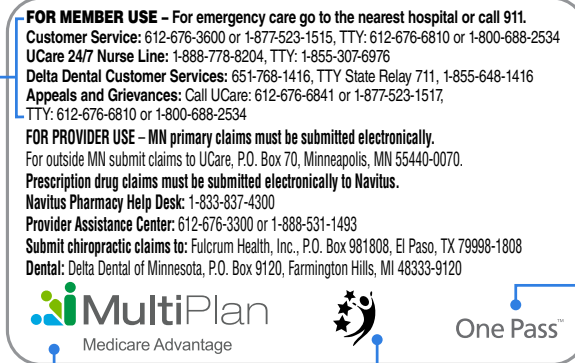 FOR MEMBER USE – For emergency care go to the nearest hospital or call 911.
Customer Service: 612-676-3600 or 1-877-523-1515, TTY: 612-676-6810 or 1-800-688-2534
UCare 24/7 Nurse Line: 1-888-778-8204, TTY: 1-855-307-6976
Delta Dental Customer Services: 651-768-1416, TTY State Relay 711, 1-855-648-1416
Appeals and Grievances: Call UCare: 612-676-6841 or 1-877-523-1517,
TTY: 612-676-6810 or 1-800-688-2534
FOR PROVIDER USE – MN primary claims must be submitted electronically.
For outside MN submit claims to UCare, P.O. Box 70, Minneapolis, MN 55440-0070.
Prescription drug claims must be submitted electronically to Navitus.
Navitus Pharmacy Help Desk: 1-833-837-4300
Provider Assistance Center: 612-676-3300 or 1-888-531-1493
Submit chiropractic claims to: Fulcrum Health, Inc., P.O. Box 981808, El Paso, TX 79998-1808
Dental: Delta Dental of Minnesota, P.O. Box 9120, Farmington Hills, MI 48333-9120
MultiPlan
Medicare Advantage
One Pass™